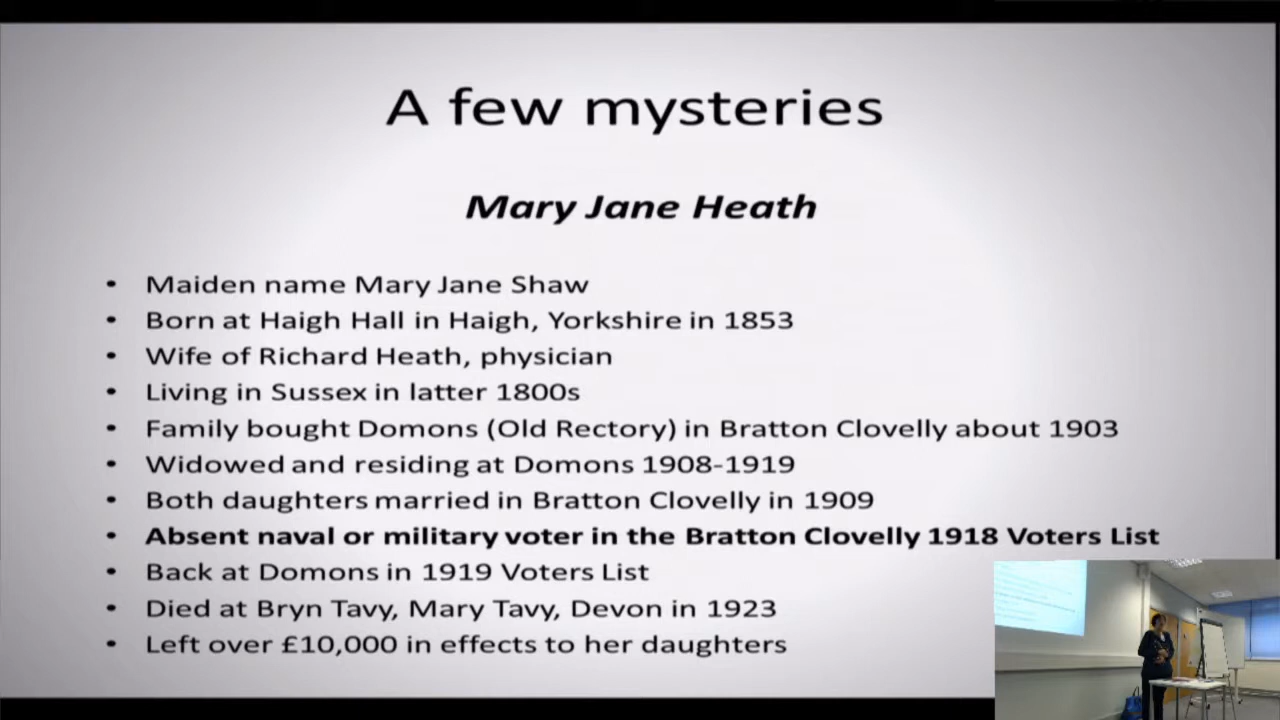 A few mysteries
Mary Jane Heath
• Maiden name Mary Jane Shaw
• Born at Haigh Hall in Haigh, Yorkshire in 1853
• Wife of Richard Heath, physician
• Living in Sussex in latter 1800s
• Family bought Domons (Old Rectory) in Bratton Clovelly about 1903
• Widowed and residing at Domons 1908-1919
• Both daughters married in Bratton Clovelly in 1909
• Absent naval or military voter in the Bratton Clovelly 1918 Voters List
• Back at Domons in 1919 Voters List
• Died at Bryn Tavy, Mary Tavy, Devon in 1923
• Left over £10,000 in effects to her daughters